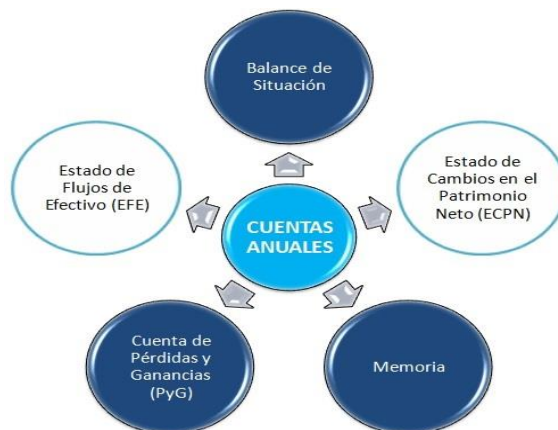 Balance de
Situación
Estado de
Flujos de
Efectivo (EFE)
Estado de
Cambios en el
Patrimonio
Neto (ECPN)
CUENTAS
ANUALES
Cuenta de
Pérdidas y
Ganancias
(PyG)
Memoria